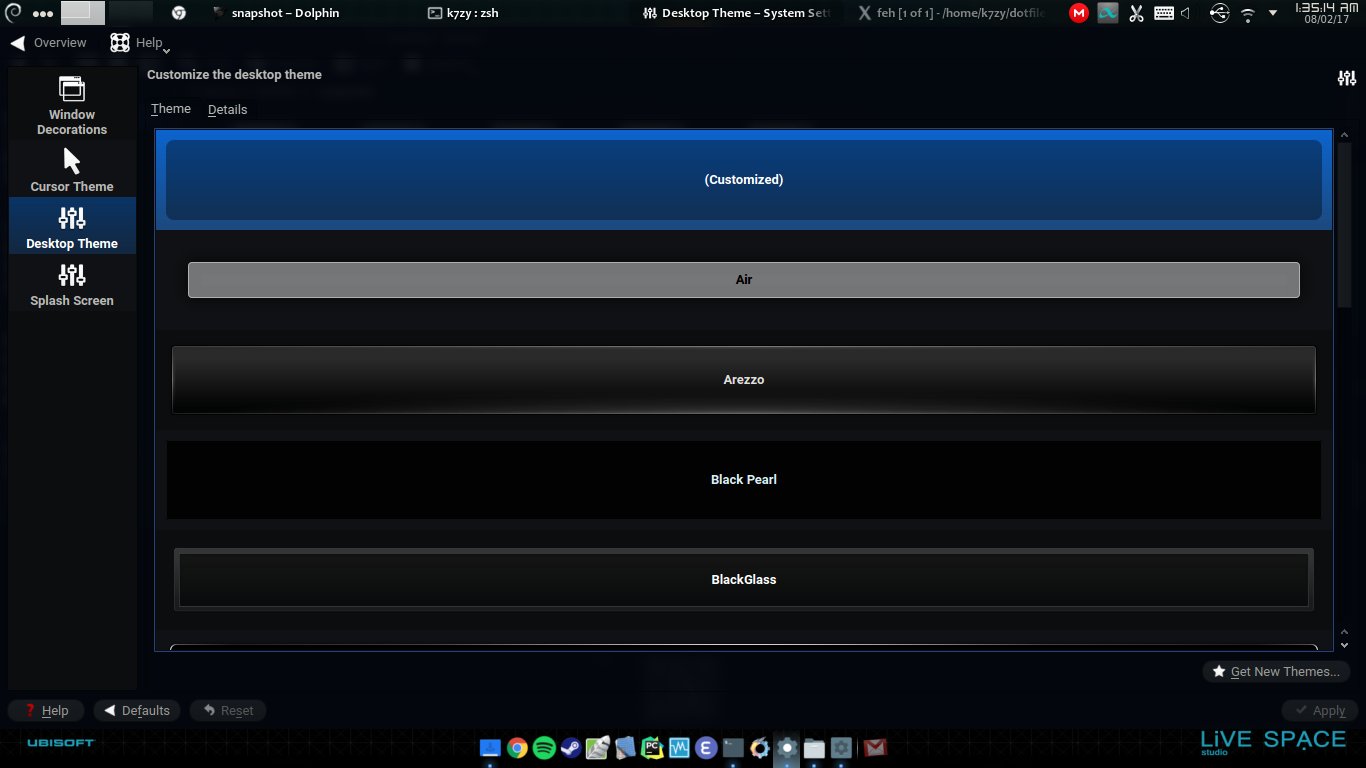 snapshot – Dolphin
k7zy : zsh
Desktop Theme – System Sett
feh [1 of 1] - /home/k7zy/dotfile
M
1:35:14 AM
08/02/17
Overview
Help
Customize the desktop theme
Theme
Details
Window
Decorations
Cursor Theme
Desktop Theme
Splash Screen
(Customized)
Air
Arezzo
Black Pearl
BlackGlass
Get New Themes...
? Help
Defaults
Reset
Apply
UBISOFT
PC
E
M
LiVE SPACE
studio